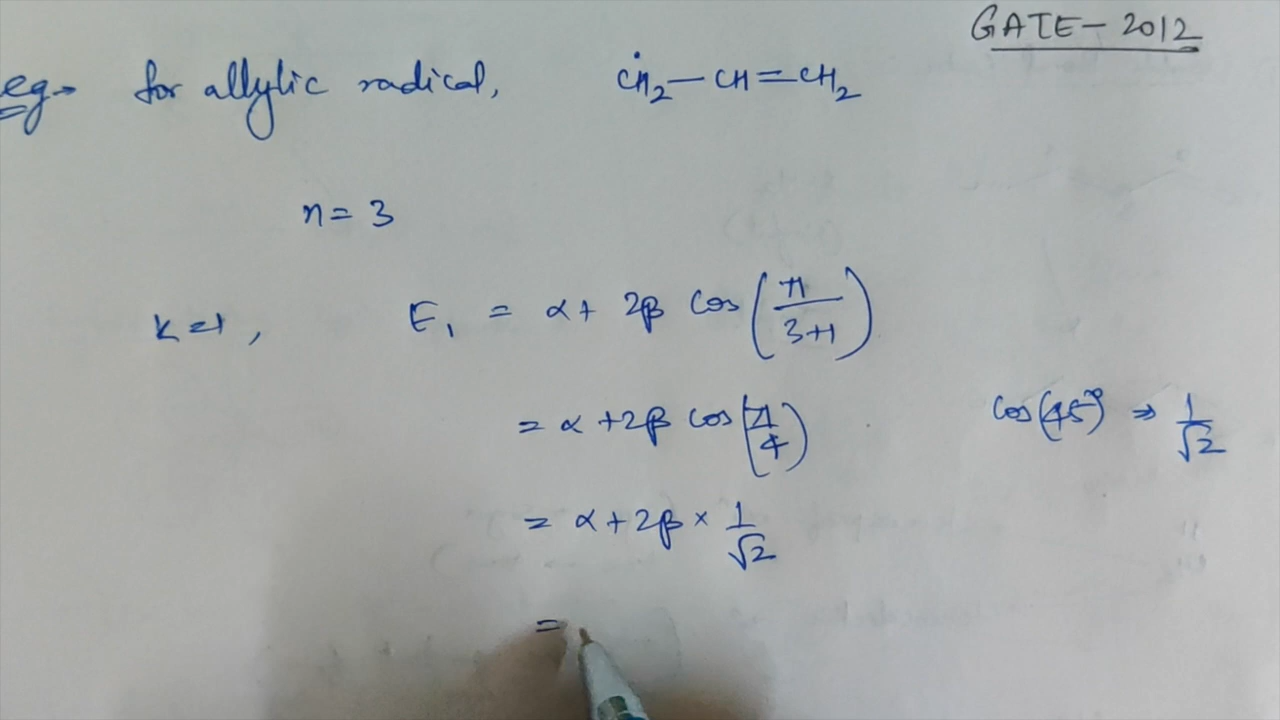 GATE-2012
eg→ for allylic radical, ĊH₂—CH=CH₂
n=3
k=1, E₁ = α+ 2β Cos(π/(3+1))
= α+2β cos(π/4) cos(45°) ⇒ 1/√2
= α+2β × 1/√2
=